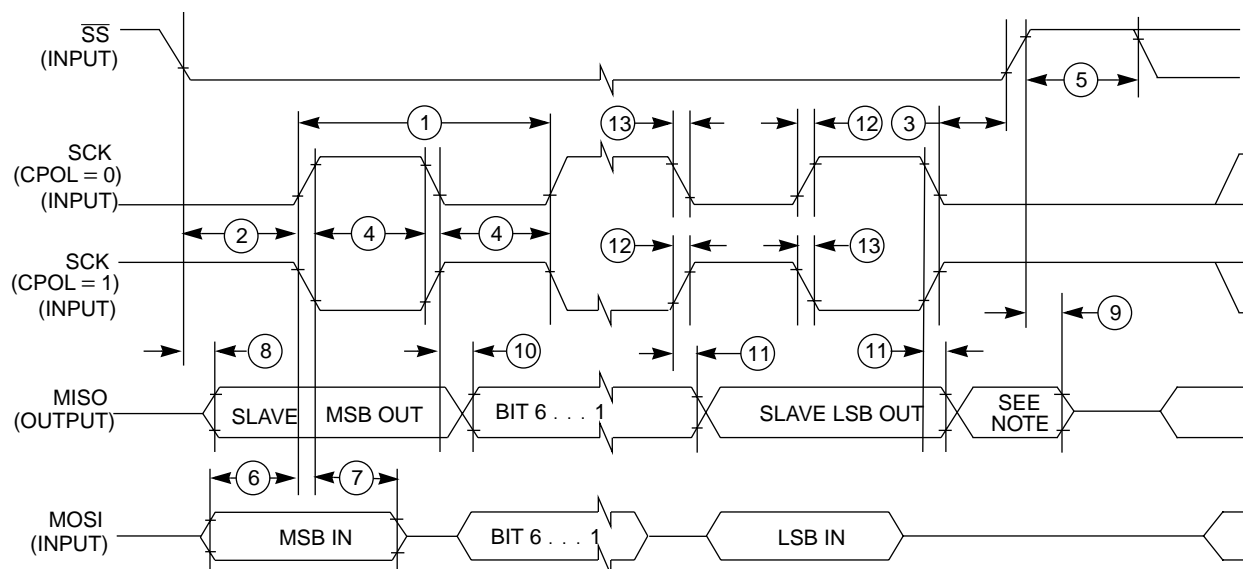 SS
(INPUT)
5
1
13
12
3
SCK
(CPOL = 0)
(INPUT)
2
4
4
12
13
SCK
(CPOL = 1)
(INPUT)
9
8
10
11
11
MISO
(OUTPUT)
SLAVE MSB OUT
BIT 6 . . . 1
SLAVE LSB OUT
SEE
NOTE
6
7
MOSI
(INPUT)
MSB IN
BIT 6 . . . 1
LSB IN